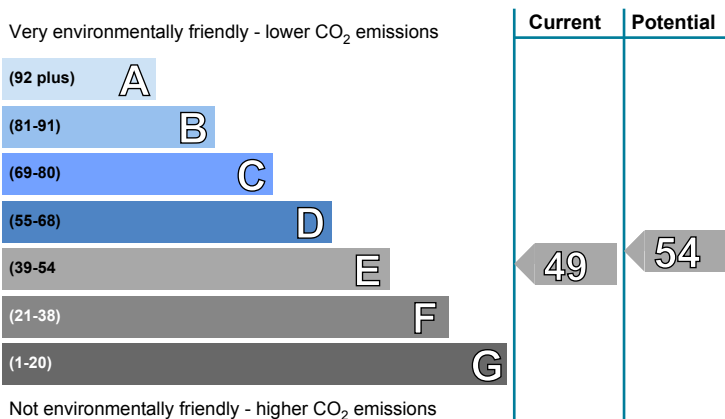 Very environmentally friendly - lower CO2 emissions
Current
Potential
(92 plus) A
(81-91) B
(69-80) C
(55-68) D
(39-54 E
49
54
(21-38) F
(1-20) G
Not environmentally friendly - higher CO2 emissions